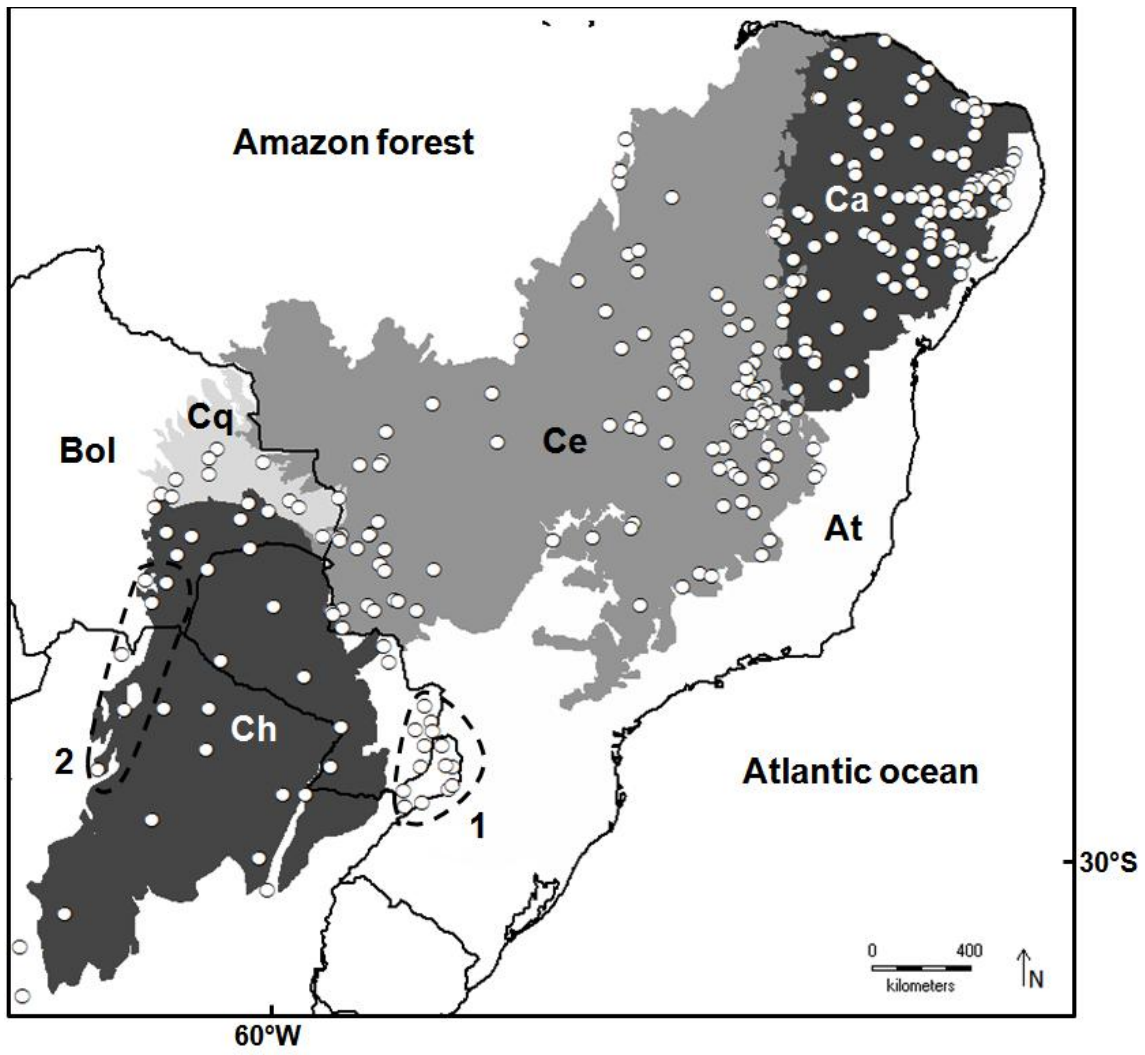 Amazon forest
Ca
Cq
Bol
Ce
At
Ch
2
Atlantic ocean
1
30°S
0 400
kilometers
N
60°W